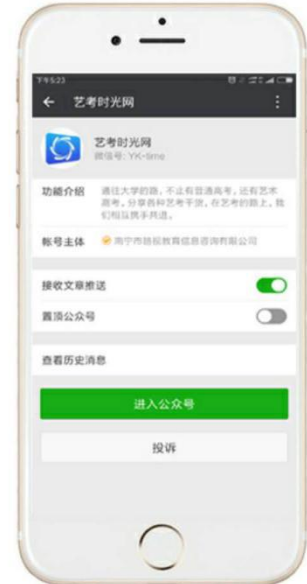 下午5:23
艺考时光网
艺考时光网
微信号: YK-time
功能介绍 通往大学的路，不止有普通高考，还有艺术
高考。分享各种艺考干货，在艺考的路上，我
们相互携手共进。
帐号主体 南宁市 教育信息咨询有限公司
接收文章推送
置顶公众号
查看历史消息
进入公众号
投诉